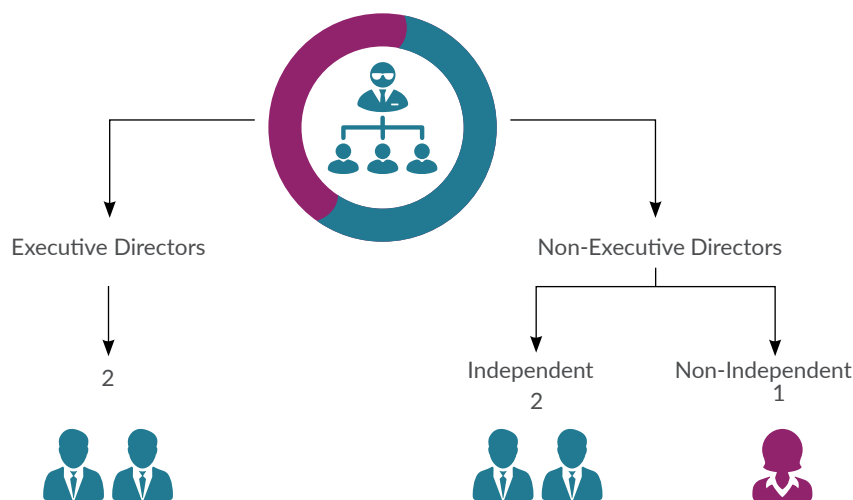 Executive Directors
Non-Executive Directors
2
Independent
2
Non-Independent
1